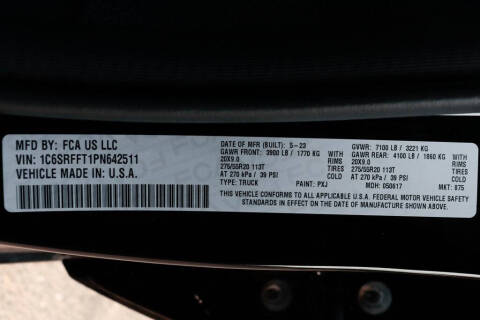 MFD BY: FCA US LLC
VIN: 1C6SRFFT1PN642511
VEHICLE MADE IN: U.S.A.
DATE OF MFR (BUILT): 5-23
GAWR FRONT: 3900 LB / 1770 KG
20X9.0 RIMS
275/55R20 113T TIRES
AT 270 kPa / 39 PSI COLD
TYPE: TRUCK PAINT: PXJ
GVWR: 7100 LB / 3221 KG
GAWR REAR: 4100 LB / 1860 KG
20X9.0 RIMS
275/55R20 113T TIRES
AT 270 kPa / 39 PSI COLD
MDH: 050617 MKT: 875
THIS VEHICLE CONFORMS TO ALL APPLICABLE U.S.A. FEDERAL MOTOR VEHICLE SAFETY
STANDARDS IN EFFECT ON THE DATE OF MANUFACTURE SHOWN ABOVE